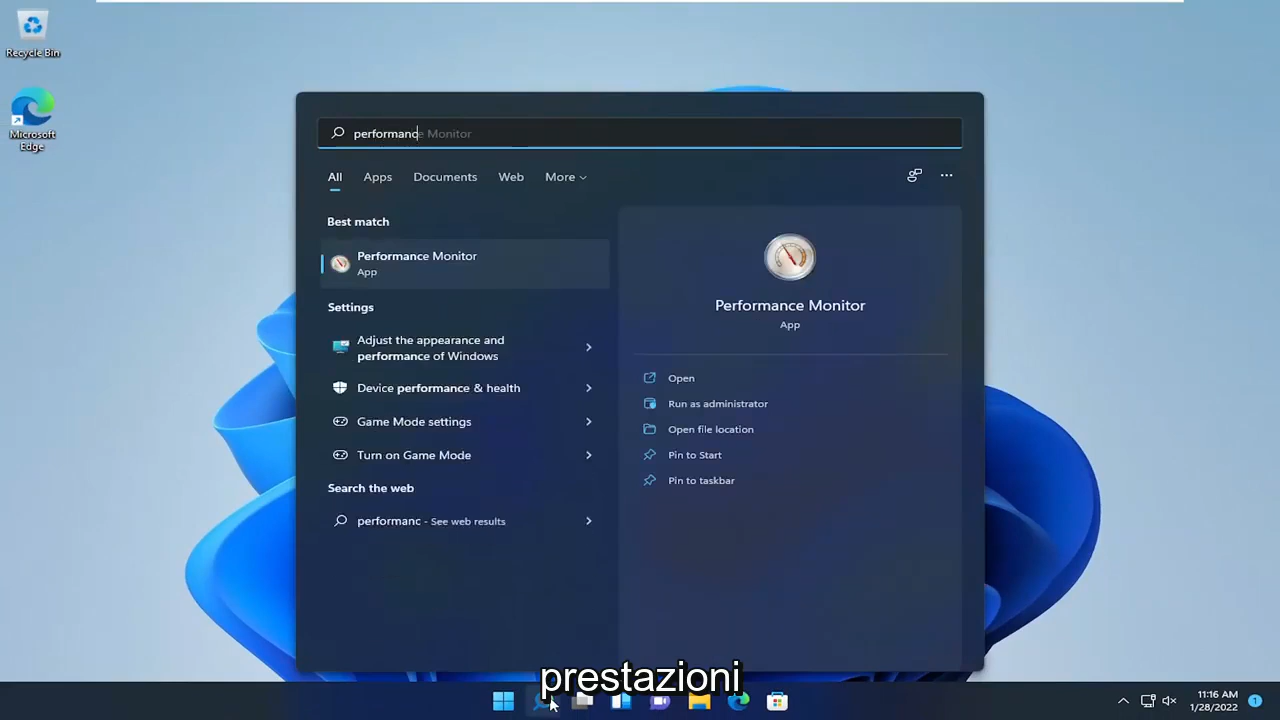 Recycle Bin
Microsoft
Edge
performance Monitor
All Apps Documents Web More
Best match
Performance Monitor
App
Settings
Adjust the appearance and
performance of Windows
Device performance & health
Game Mode settings
Turn on Game Mode
Search the web
performanc - See web results
Performance Monitor
App
Open
Run as administrator
Open file location
Pin to Start
Pin to taskbar
prestazioni
11:16 AM
1/28/2022
1